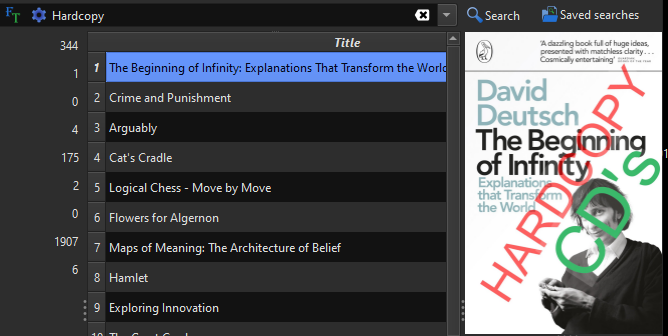 FT Hardcopy
Search
Saved searches
344
1
0
4
175
2
0
1907
6
Title
1 The Beginning of Infinity: Explanations That Transform the World
2 Crime and Punishment
3 Arguably
4 Cat's Cradle
5 Logical Chess - Move by Move
6 Flowers for Algernon
7 Maps of Meaning: The Architecture of Belief
8 Hamlet
9 Exploring Innovation
'A dazzling book full of huge ideas,
presented with matchless clarity . . .
Cosmically entertaining'
David
Deutsch
The Beginning
of Infinity
Explanations
that Transform
the World
HARDCOPY
CD'S
1